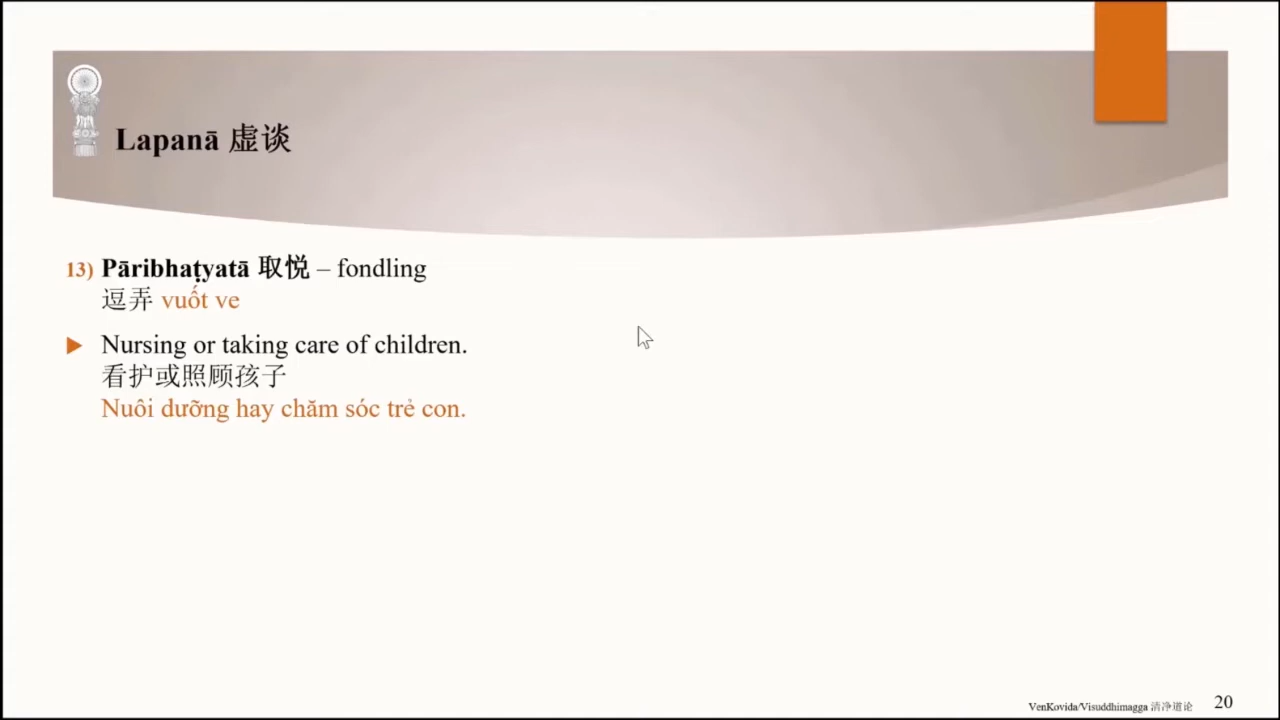 Lapanā 虚谈
13) Pāribhaṭyatā 取悦 – fondling
逗弄 vuốt ve
Nursing or taking care of children.
看护或照顾孩子
Nuôi dưỡng hay chăm sóc trẻ con.
VenKovida/Visuddhimagga 清净道论 20